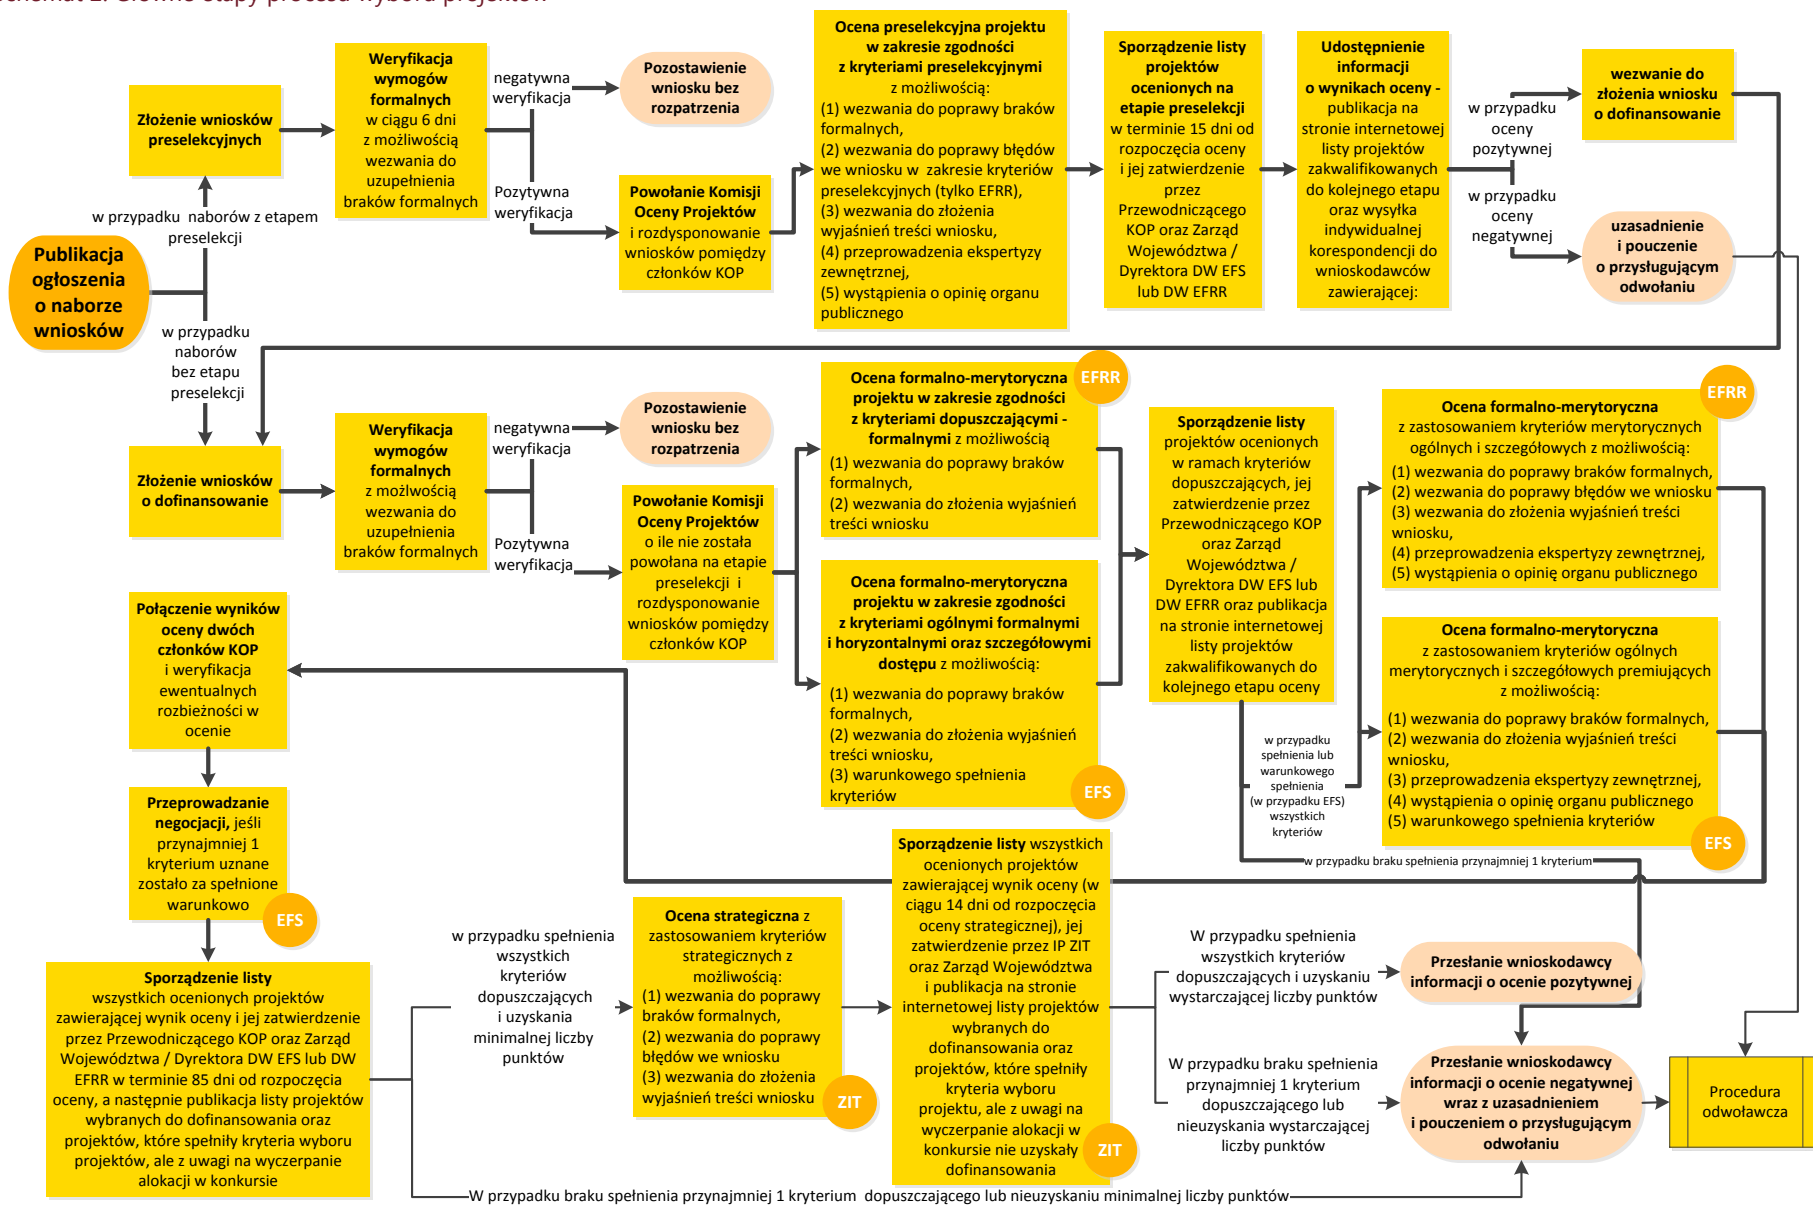 Schemat 2. Główne etapy procesu wyboru projektów
Publikacja
ogłoszenia
o naborze
wniosków
w przypadku naborów z etapem
preselekcji
w przypadku
naborów
bez etapu
preselekcji
Złożenie wniosków
preselekcyjnych
Weryfikacja
wymogów
formalnych
w ciągu 6 dni
z możliwością
wezwania do
uzupełnienia
braków formalnych
negatywna
weryfikacja
Pozytywna
weryfikacja
Pozostawienie
wniosku bez
rozpatrzenia
Powołanie Komisji
Oceny Projektów
i rozdysponowanie
wniosków pomiędzy
członków KOP
Ocena preselekcyjna projektu
w zakresie zgodności
z kryteriami preselekcyjnymi
z możliwością:
(1) wezwania do poprawy braków
formalnych,
(2) wezwania do poprawy błędów
we wniosku w zakresie kryteriów
preselekcyjnych (tylko EFRR),
(3) wezwania do złożenia
wyjaśnień treści wniosku,
(4) przeprowadzenia ekspertyzy
zewnętrznej,
(5) wystąpienia o opinię organu
publicznego
Sporządzenie listy
projektów
ocenionych na
etapie preselekcji
w terminie 15 dni od
rozpoczęcia oceny
i jej zatwierdzenie
przez
Przewodniczącego
KOP oraz Zarząd
Województwa /
Dyrektora DW EFS
lub DW EFRR
Udostępnienie
informacji
o wynikach oceny -
publikacja na
stronie internetowej
listy projektów
zakwalifikowanych
do kolejnego etapu
oraz wysyłka
indywidualnej
korespondencji do
wnioskodawców
zawierającej:
w przypadku
oceny
pozytywnej
w przypadku
oceny
negatywnej
wezwanie do
złożenia wniosku
o dofinansowanie
uzasadnienie
i pouczenie
o przysługującym
odwołaniu
Złożenie wniosków
o dofinansowanie
Weryfikacja
wymogów
formalnych
z możlwością
wezwania do
uzupełnienia
braków formalnych
negatywna
weryfikacja
Pozytywna
weryfikacja
Pozostawienie
wniosku bez
rozpatrzenia
Powołanie Komisji
Oceny Projektów
o ile nie została
powołana na etapie
preselekcji i
rozdysponowanie
wniosków pomiędzy
członków KOP
Ocena formalno-merytoryczna
projektu w zakresie zgodności
z kryteriami dopuszczającymi -
formalnymi z możliwością
(1) wezwania do poprawy braków
formalnych,
(2) wezwania do złożenia wyjaśnień
treści wniosku
EFRR
Ocena formalno-merytoryczna
projektu w zakresie zgodności
z kryteriami ogólnymi formalnymi
i horyzontalnymi oraz szczegółowymi
dostępu z możliwością:
(1) wezwania do poprawy braków
formalnych,
(2) wezwania do złożenia wyjaśnień
treści wniosku,
(3) warunkowego spełnienia
kryteriów
EFS
Sporządzenie listy
projektów ocenionych
w ramach kryteriów
dopuszczających, jej
zatwierdzenie przez
Przewodniczącego KOP
oraz Zarząd
Województwa /
Dyrektora DW EFS lub
DW EFRR oraz publikacja
na stronie internetowej
listy projektów
zakwalifikowanych do
kolejnego etapu oceny
w przypadku
spełnienia lub
warunkowego
spełnienia
(w przypadku EFS)
wszystkich
kryteriów
w przypadku braku spełnienia przynajmniej 1 kryterium
Ocena formalno-merytoryczna
z zastosowaniem kryteriów merytorycznych
ogólnych i szczegółowych z możliwością:
(1) wezwania do poprawy braków formalnych,
(2) wezwania do poprawy błędów we wniosku
(3) wezwania do złożenia wyjaśnień treści
wniosku,
(4) przeprowadzenia ekspertyzy zewnętrznej,
(5) wystąpienia o opinię organu publicznego
EFRR
Ocena formalno-merytoryczna
z zastosowaniem kryteriów ogólnych
merytorycznych i szczegółowych premiujących
z możliwością:
(1) wezwania do poprawy braków formalnych,
(2) wezwania do złożenia wyjaśnień treści
wniosku,
(3) przeprowadzenia ekspertyzy zewnętrznej,
(4) wystąpienia o opinię organu publicznego
(5) warunkowego spełnienia kryteriów
EFS
Połączenie wyników
oceny dwóch
członków KOP
i weryfikacja
ewentualnych
rozbieżności w
ocenie
Przeprowadzanie
negocjacji, jeśli
przynajmniej 1
kryterium uznane
zostało za spełnione
warunkowo
EFS
Sporządzenie listy
wszystkich ocenionych projektów
zawierającej wynik oceny i jej zatwierdzenie
przez Przewodniczącego KOP oraz Zarząd
Województwa / Dyrektora DW EFS lub DW
EFRR w terminie 85 dni od rozpoczęcia
oceny, a następnie publikacja listy projektów
wybranych do dofinansowania oraz
projektów, które spełniły kryteria wyboru
projektów, ale z uwagi na wyczerpanie
alokacji w konkursie
w przypadku spełnienia
wszystkich
kryteriów
dopuszczających
i uzyskania
minimalnej liczby
punktów
Ocena strategiczna z
zastosowaniem kryteriów
strategicznych z
możliwością:
(1) wezwania do poprawy
braków formalnych,
(2) wezwania do poprawy
błędów we wniosku
(3) wezwania do złożenia
wyjaśnień treści wniosku
ZIT
Sporządzenie listy wszystkich
ocenionych projektów
zawierającej wynik oceny (w
ciągu 14 dni od rozpoczęcia
oceny strategicznej), jej
zatwierdzenie przez IP ZIT
oraz Zarząd Województwa
i publikacja na stronie
internetowej listy projektów
wybranych do
dofinansowania oraz
projektów, które spełniły
kryteria wyboru
projektu, ale z uwagi na
wyczerpanie alokacji w
konkursie nie uzyskały
dofinansowania
ZIT
W przypadku spełnienia
wszystkich kryteriów
dopuszczających i uzyskaniu
wystarczającej liczby punktów
W przypadku braku spełnienia
przynajmniej 1 kryterium
dopuszczającego lub
nieuzyskania wystarczającej
liczby punktów
Przesłanie wnioskodawcy
informacji o ocenie pozytywnej
Przesłanie wnioskodawcy
informacji o ocenie negatywnej
wraz z uzasadnieniem
i pouczeniem o przysługującym
odwołaniu
Procedura
odwoławcza
W przypadku braku spełnienia przynajmniej 1 kryterium dopuszczającego lub nieuzyskaniu minimalnej liczby punktów